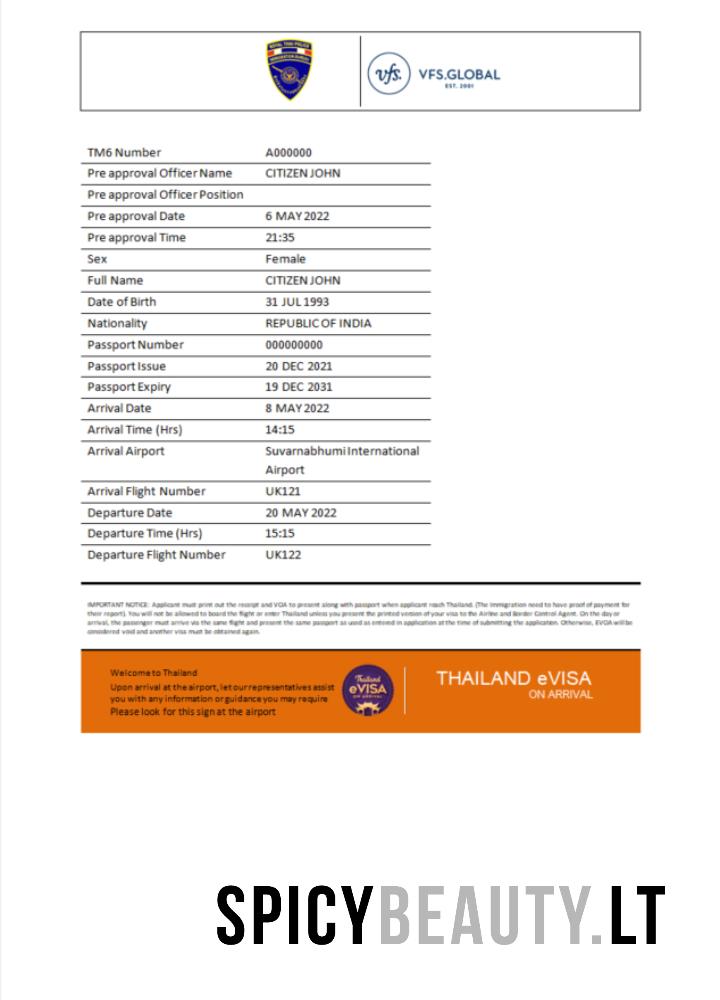 ROYAL THAI POLICE
IMMIGRATION BUREAU
vfs. VFS.GLOBAL
EST. 2001
TM6 Number A000000
Pre approval Officer Name CITIZEN JOHN
Pre approval Officer Position
Pre approval Date 6 MAY 2022
Pre approval Time 21:35
Sex Female
Full Name CITIZEN JOHN
Date of Birth 31 JUL 1993
Nationality REPUBLIC OF INDIA
Passport Number 000000000
Passport Issue 20 DEC 2021
Passport Expiry 19 DEC 2031
Arrival Date 8 MAY 2022
Arrival Time (Hrs) 14:15
Arrival Airport Suvarnabhumi International
Airport
Arrival Flight Number UK121
Departure Date 20 MAY 2022
Departure Time (Hrs) 15:15
Departure Flight Number UK122
IMPORTANT NOTICE: Applicant must print out the receipt and VOA to present along with passport when applicant reach Thailand. (The Immigration need to have proof of payment for
their report). You will not be allowed to board the flight or enter Thailand unless you present the printed version of your visa to the Airline and Border Control Agent. On the day or
arrival, the passenger must arrive via the same flight and present the same passport as used as entered in application at the time of submitting the application. Otherwise, EVOA will be
considered void and another visa must be obtained again.
Welcome to Thailand
Upon arrival at the airport, let our representatives assist
you with any information or guidance you may require
Please look for this sign at the airport
Thailand
eVISA
ON ARRIVAL
THAILAND eVISA
ON ARRIVAL
SPICYBEAUTY.LT